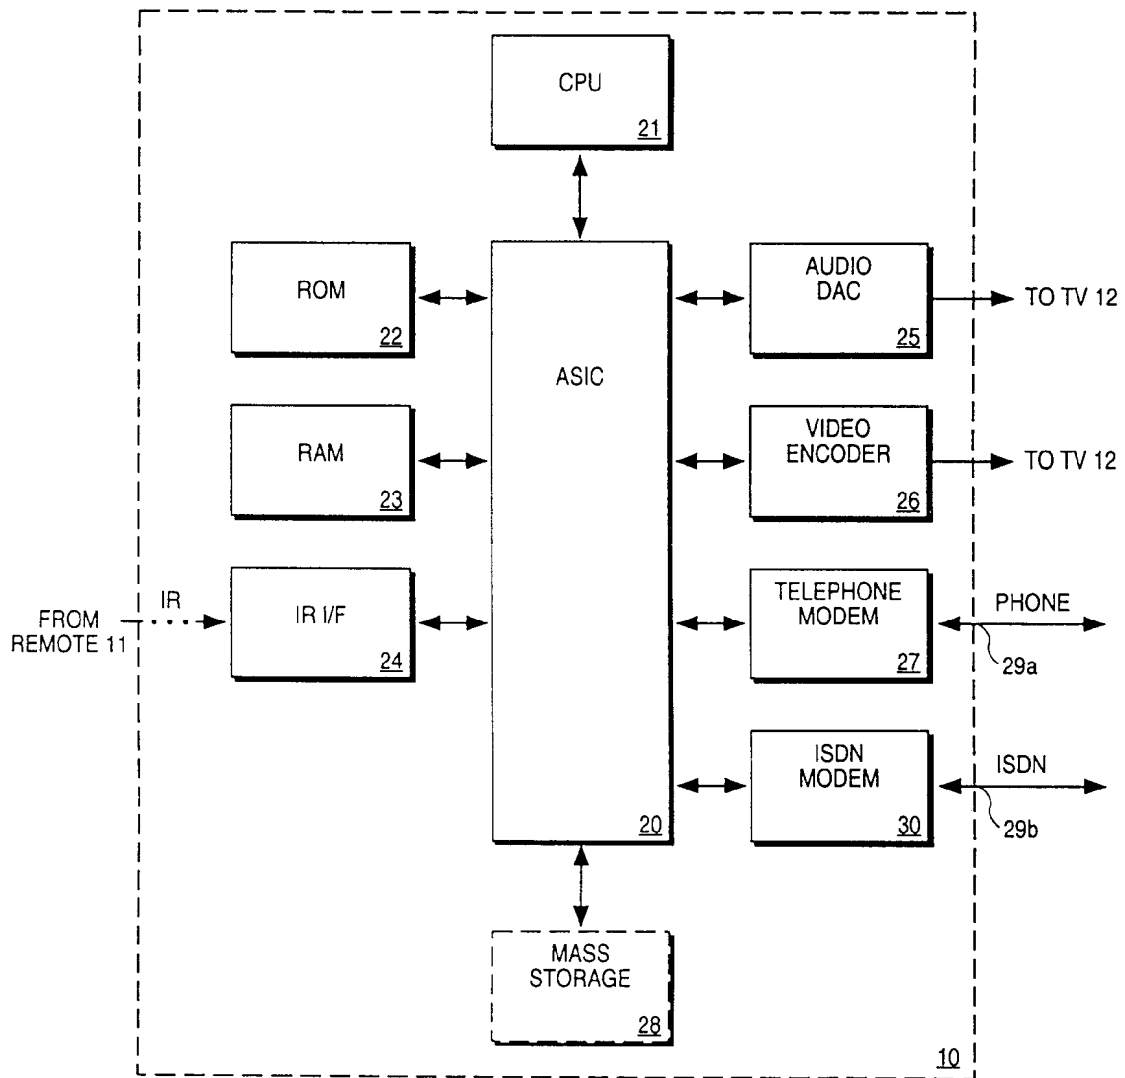 CPU
21
ROM
22
AUDIO
DAC
25
TO TV 12
ASIC
20
RAM
23
VIDEO
ENCODER
26
TO TV 12
FROM
REMOTE 11
IR
IR I/F
24
TELEPHONE
MODEM
27
PHONE
29a
ISDN
MODEM
30
ISDN
29b
MASS
STORAGE
28
10